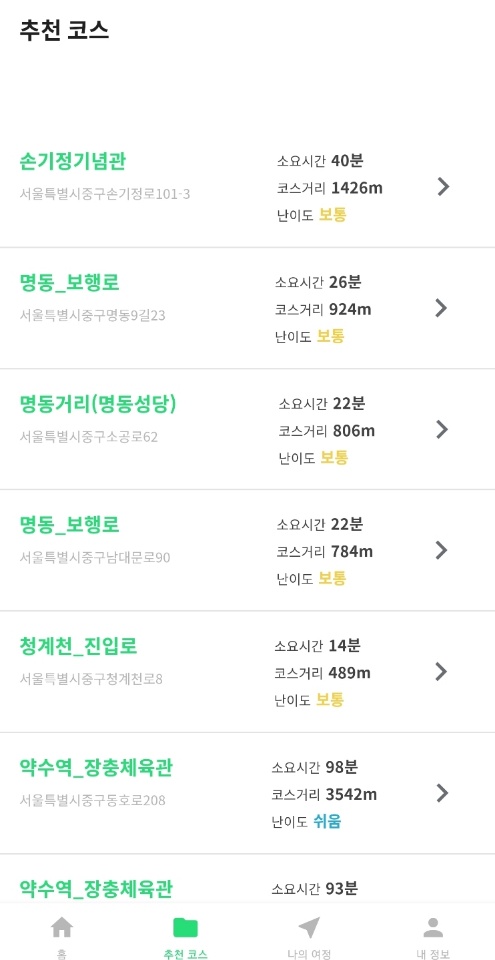 추천 코스
손기정기념관
서울특별시중구손기정로101-3
소요시간 40분
코스거리 1426m
난이도 보통
명동_보행로
서울특별시중구명동9길23
소요시간 26분
코스거리 924m
난이도 보통
명동거리(명동성당)
서울특별시중구소공로62
소요시간 22분
코스거리 806m
난이도 보통
명동_보행로
서울특별시중구남대문로90
소요시간 22분
코스거리 784m
난이도 보통
청계천_진입로
서울특별시중구청계천로8
소요시간 14분
코스거리 489m
난이도 보통
약수역_장충체육관
서울특별시중구동호로208
소요시간 98분
코스거리 3542m
난이도 쉬움
약수역_장충체육관
소요시간 93분
홈
추천 코스
나의 여정
내 정보